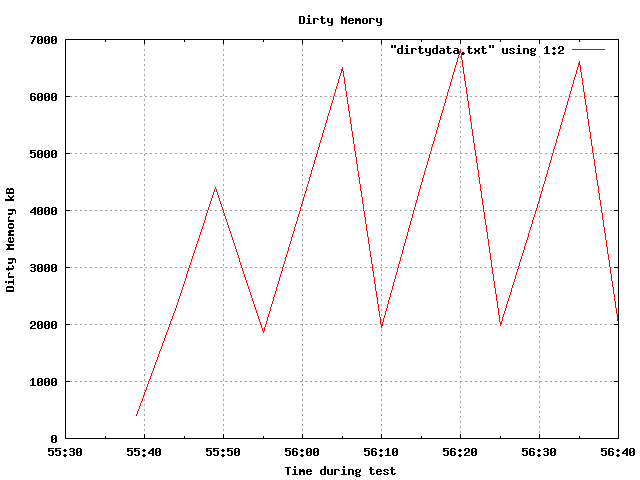 Dirty Memory
"dirtydata.txt" using 1:2
7000
6000
5000
4000
3000
2000
1000
0
Dirty Memory kB
55:30 55:40 55:50 56:00 56:10 56:20 56:30 56:40
Time during test